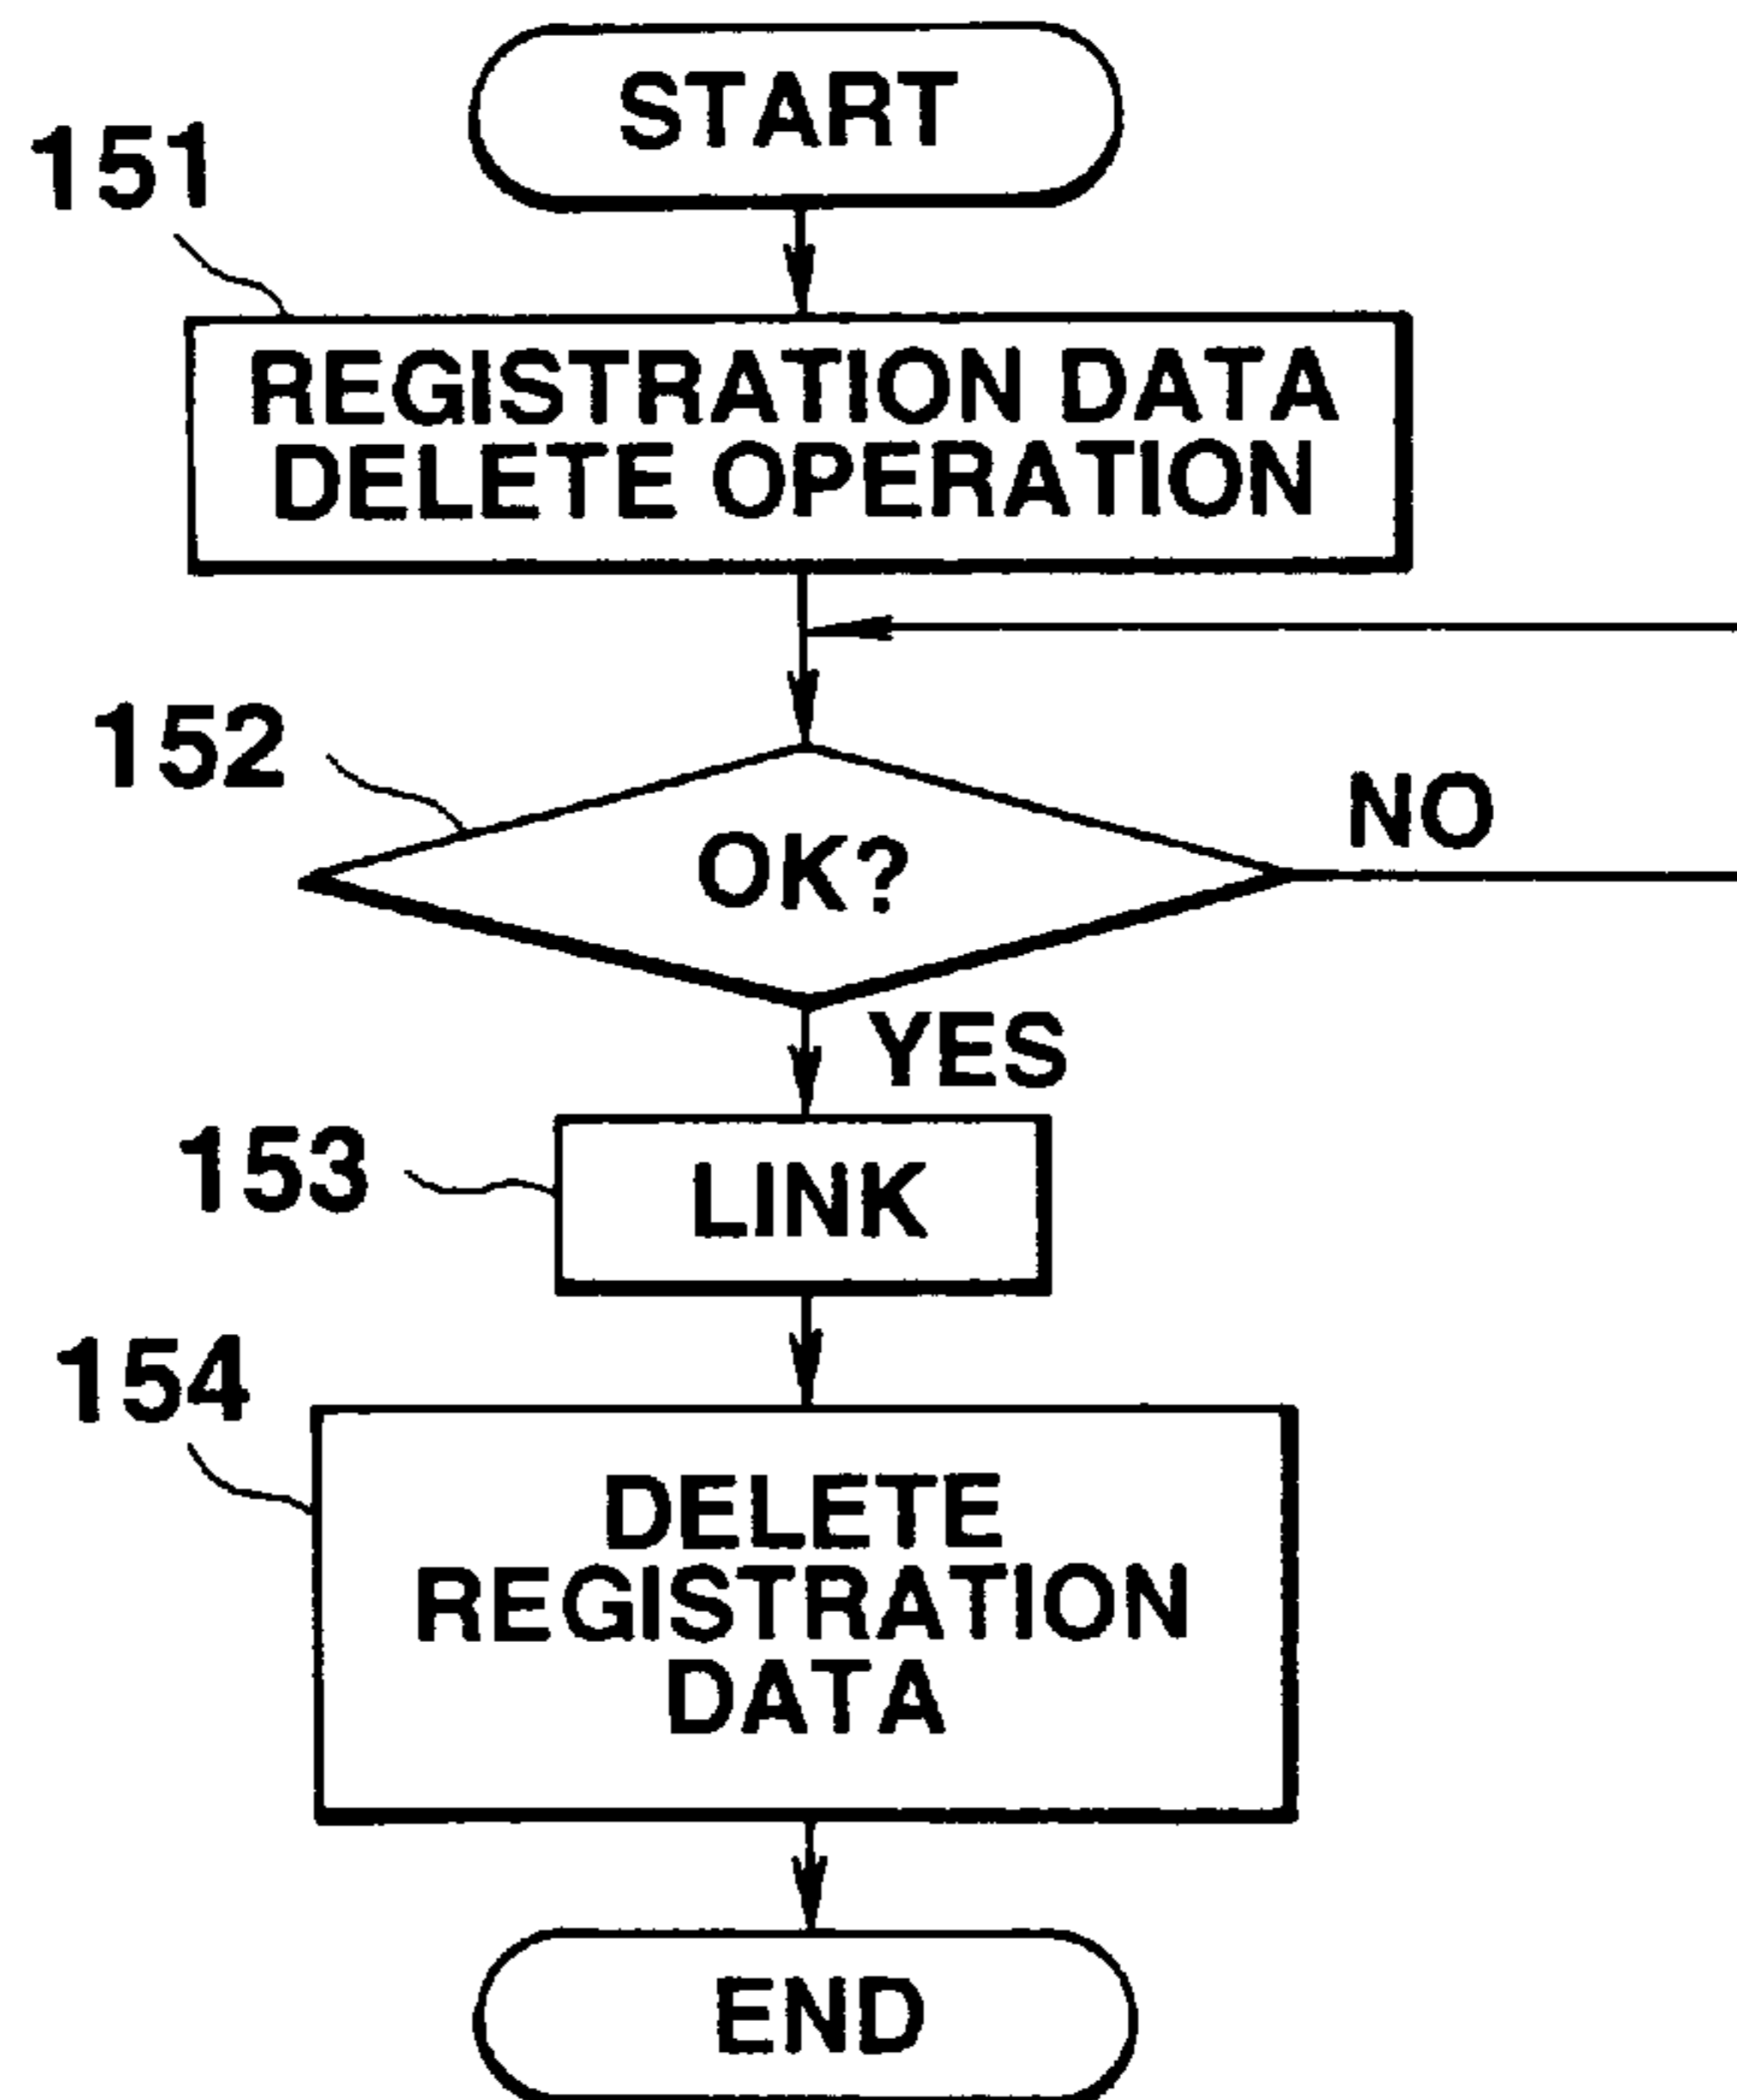 START
151
REGISTRATION DATA
DELETE OPERATION
152
OK?
NO
YES
153
LINK
154
DELETE
REGISTRATION
DATA
END